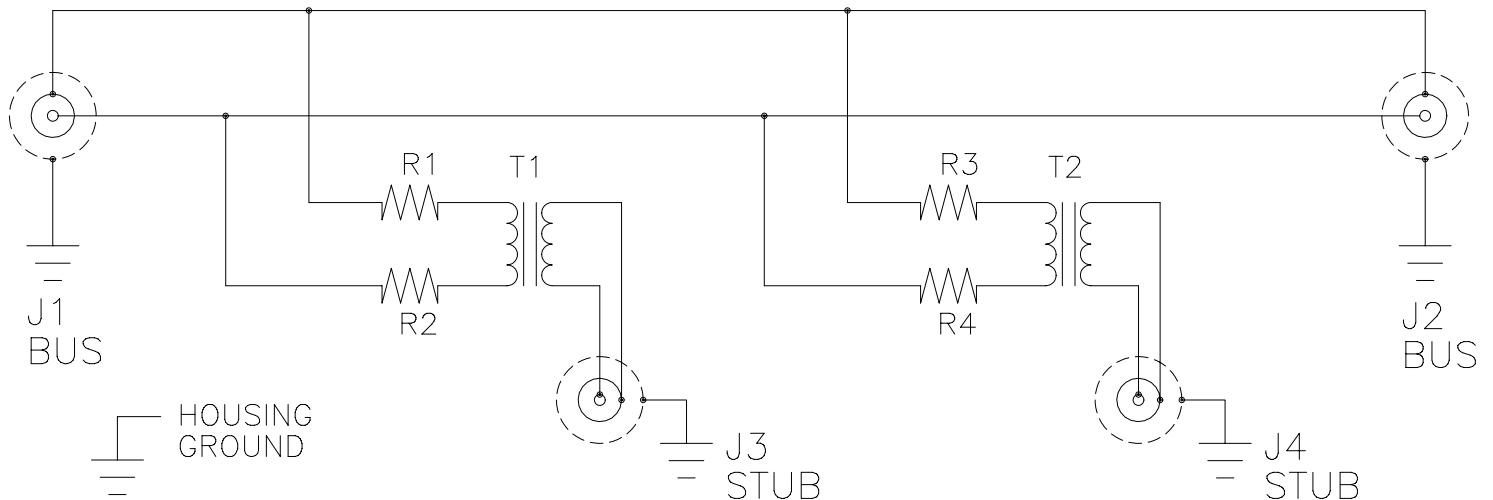 R1
T1
R3
T2
R2
R4
J1
BUS
J2
BUS
HOUSING
GROUND
J3
STUB
J4
STUB